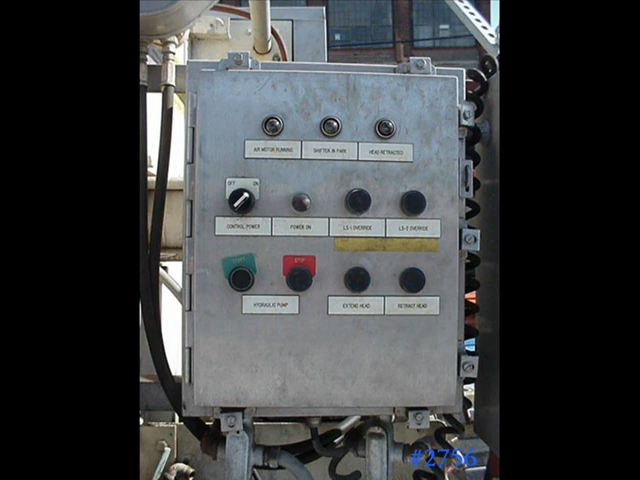 AIR MOTOR RUNNING
SHIFTER IN PARK
HEAD RETRACTED
OFF ON
CONTROL POWER
POWER ON
LS-1 OVERRIDE
LS-2 OVERRIDE
START
STOP
HYDRAULIC PUMP
EXTEND HEAD
RETRACT HEAD
#2756